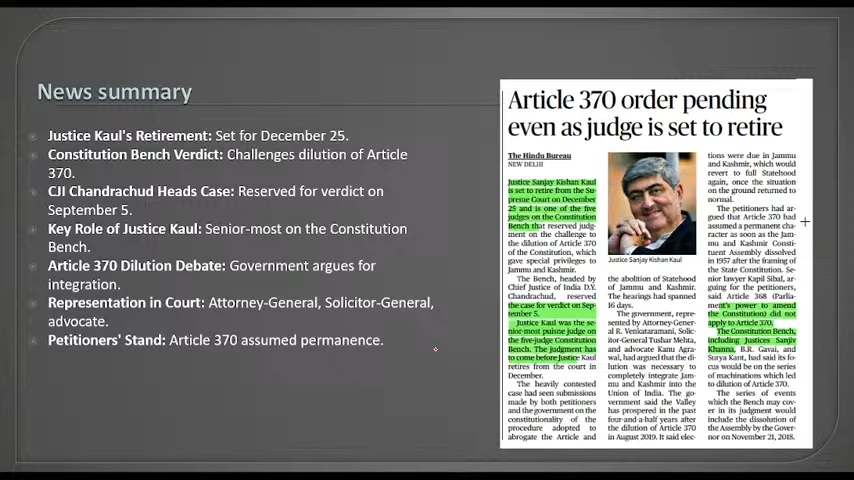 News summary
Justice Kaul's Retirement: Set for December 25.
Constitution Bench Verdict: Challenges dilution of Article
370.
CJI Chandrachud Heads Case: Reserved for verdict on
September 5.
Key Role of Justice Kaul: Senior-most on the Constitution
Bench.
Article 370 Dilution Debate: Government argues for
integration.
Representation in Court: Attorney-General, Solicitor-General,
advocate.
Petitioners' Stand: Article 370 assumed permanence.
Article 370 order pending
even as judge is set to retire
The Hindu Bureau
NEW DELHI
Justice Sanjay Kishan Kaul
is set to retire from the Su-
preme Court on December
25 and is one of the five
judges on the Constitution
Bench that reserved judg-
ment on the challenge to
the dilution of Article 370
of the Constitution, which
gave special privileges to
Jammu and Kashmir.
The Bench, headed by
Chief Justice of India D.Y.
Chandrachud, reserved
the case for verdict on Sep-
tember 5.
Justice Kaul was the se-
nior-most puisne judge on
the five-judge Constitution
Bench. The judgment has
to come before Justice Kaul
retires from the court in
December.
The heavily contested
case had seen submissions
made by both petitioners
and the government on the
constitutionality of the
procedure adopted to
abrogate the Article and
Justice Sanjay Kishan Kaul
the abolition of Statehood
of Jammu and Kashmir.
The hearings had spanned
16 days.
The government, repre-
sented by Attorney-Gener-
al R. Venkataramani, Solic-
itor-General Tushar Mehta,
and advocate Kanu Agra-
wal, had argued that the di-
lution was necessary to
completely integrate Jam-
mu and Kashmir into the
Union of India. The go-
vernment said the Valley
has prospered in the past
four-and-a-half years after
the dilution of Article 370
in August 2019. It said elec-
tions were due in Jammu
and Kashmir, which would
revert to full Statehood
again, once the situation
on the ground returned to
normal.
The petitioners had ar-
gued that Article 370 had
assumed a permanent cha-
racter as soon as the Jam-
mu and Kashmir Consti-
tuent Assembly dissolved
in 1957 after the framing of
the State Constitution. Se-
nior lawyer Kapil Sibal, ar-
guing for the petitioners,
said Article 368 (Parlia-
ment's power to amend
the Constitution) did not
apply to Article 370.
The Constitution Bench,
including Justices Sanjiv
Khanna, B.R. Gavai, and
Surya Kant, had said its fo-
cus would be on the series
of machinations which led
to dilution of Article 370.
The series of events
which the Bench may cov-
er in its judgment would
include the dissolution of
the Assembly by the Gover-
nor on November 21, 2018.